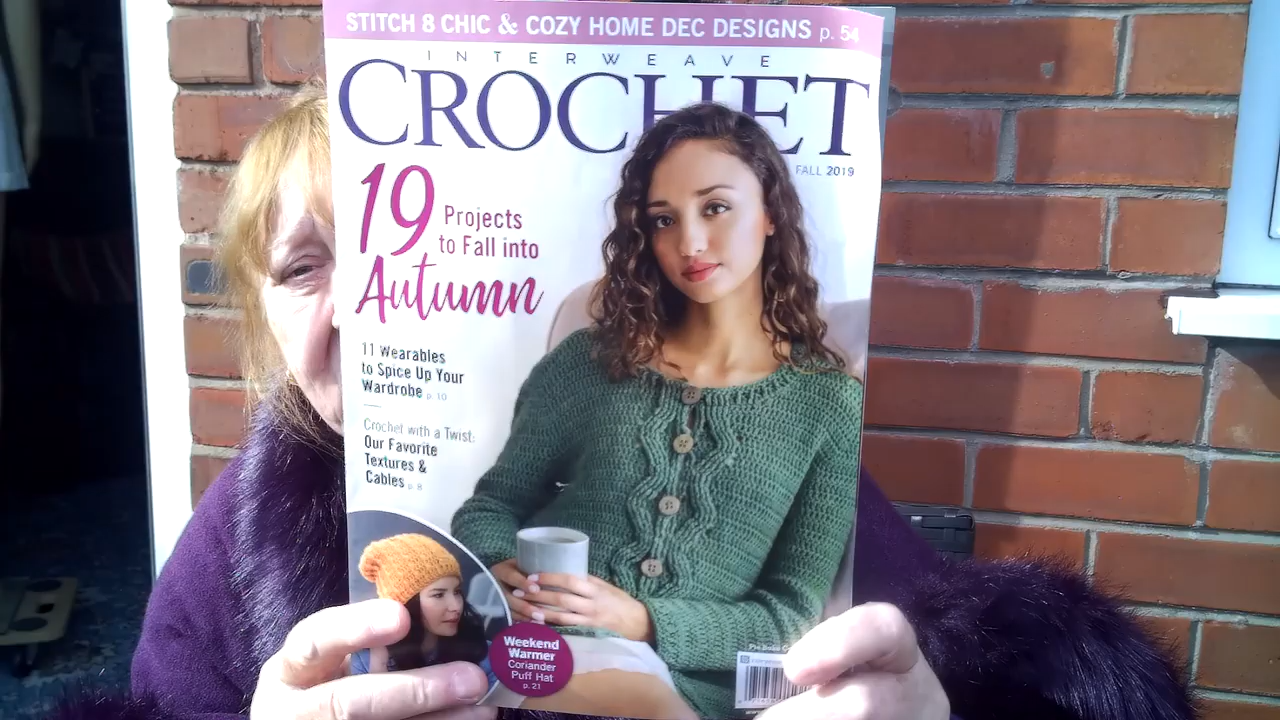 STITCH 8 CHIC & COZY HOME DEC DESIGNS p. 54
INTERWEAVE
CROCHET
FALL 2019
19 Projects
to Fall into
Autumn
11 Wearables
to Spice Up Your
Wardrobe p. 10
Crochet with a Twist:
Our Favorite
Textures &
Cables p. 8
Weekend
Warmer
Coriander
Puff Hat
p. 21